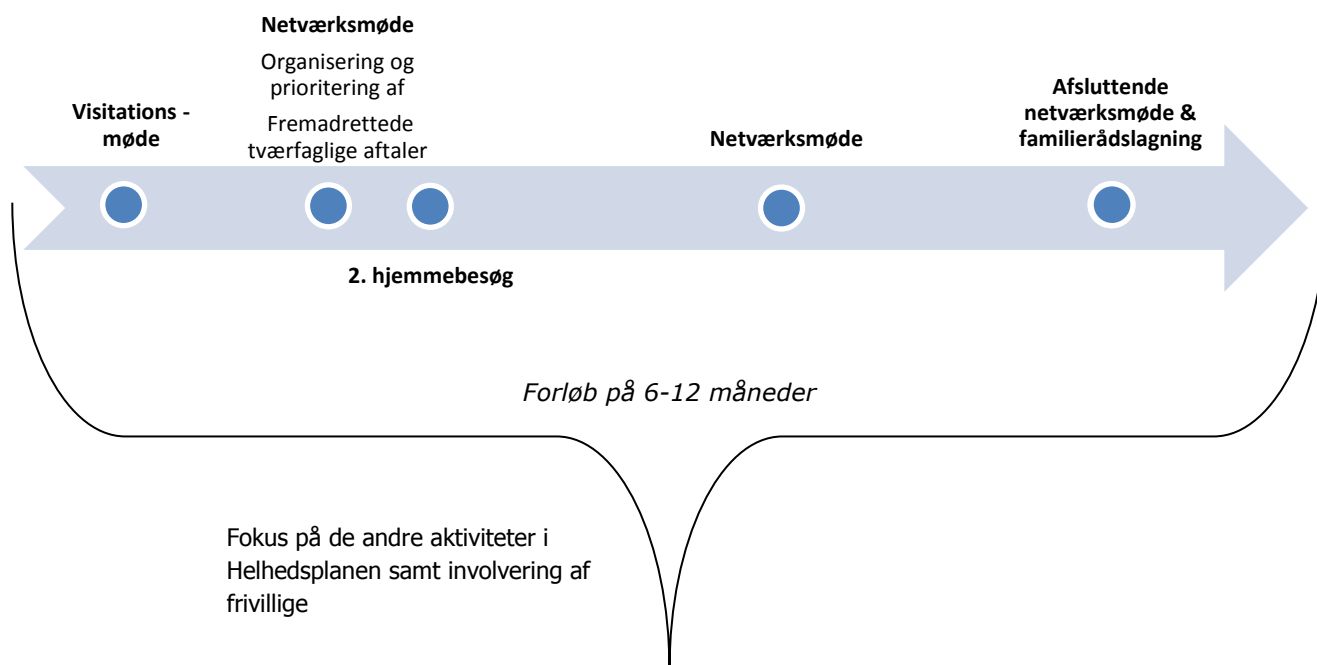 Visitations -
møde
Netværksmøde
Organisering og
prioritering af
Fremadrettede
tværfaglige aftaler
2. hjemmebesøg
Netværksmøde
Afsluttende
netværksmøde &
familierådslagning
Forløb på 6-12 måneder
Fokus på de andre aktiviteter i
Helhedsplanen samt involvering af
frivillige